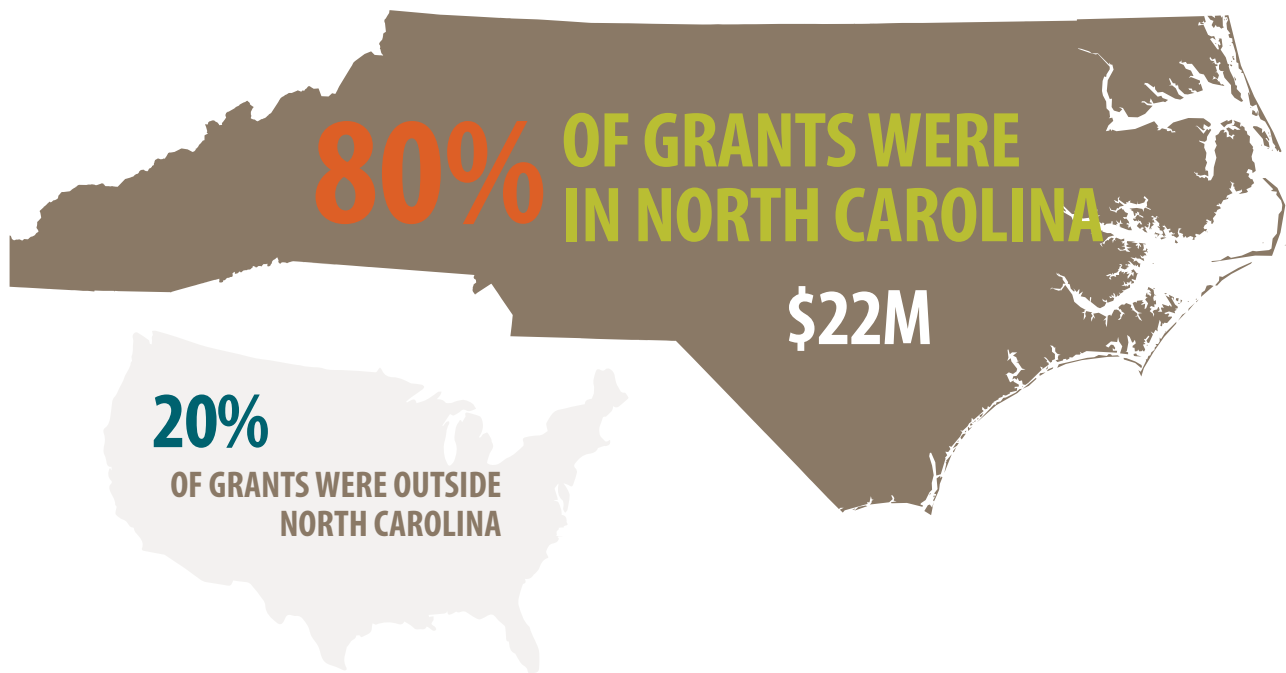 80%
OF GRANTS WERE
IN NORTH CAROLINA
$22M
20%
OF GRANTS WERE OUTSIDE
NORTH CAROLINA